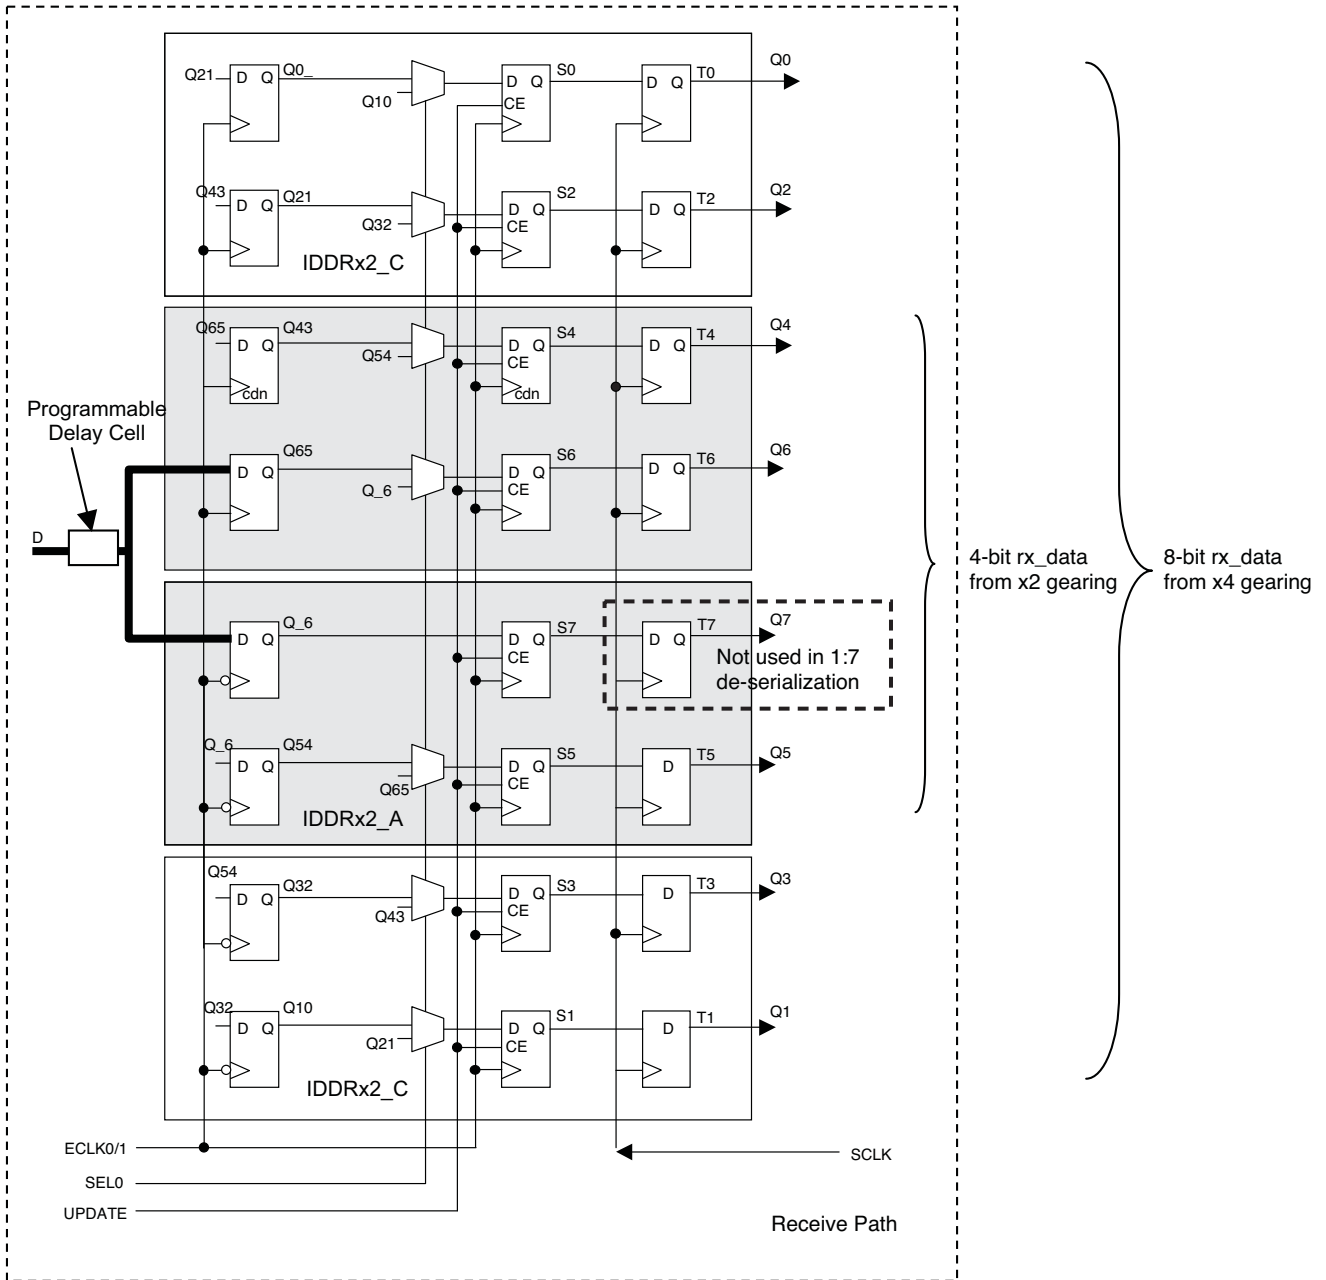 Q21 D Q Q0_ Q10 D Q CE S0 D Q T0 Q0
Q43 D Q Q21 Q32 D Q CE S2 D Q T2 Q2
IDDRx2_C
Q65 D Q cdn Q43 Q54 D Q CE cdn S4 D Q T4 Q4
Programmable
Delay Cell
D Q Q65 Q_6 D Q CE S6 D Q T6 Q6
D
4-bit rx_data
from x2 gearing
8-bit rx_data
from x4 gearing
D Q Q_6 D Q CE S7 D Q T7 Q7
Not used in 1:7
de-serialization
Q_6 D Q Q54 Q65 D Q CE S5 D T5 Q5
IDDRx2_A
Q54 D Q Q32 Q43 D Q CE S3 D T3 Q3
Q32 D Q Q10 Q21 D Q CE S1 D T1 Q1
IDDRx2_C
ECLK0/1
SCLK
SEL0
UPDATE
Receive Path